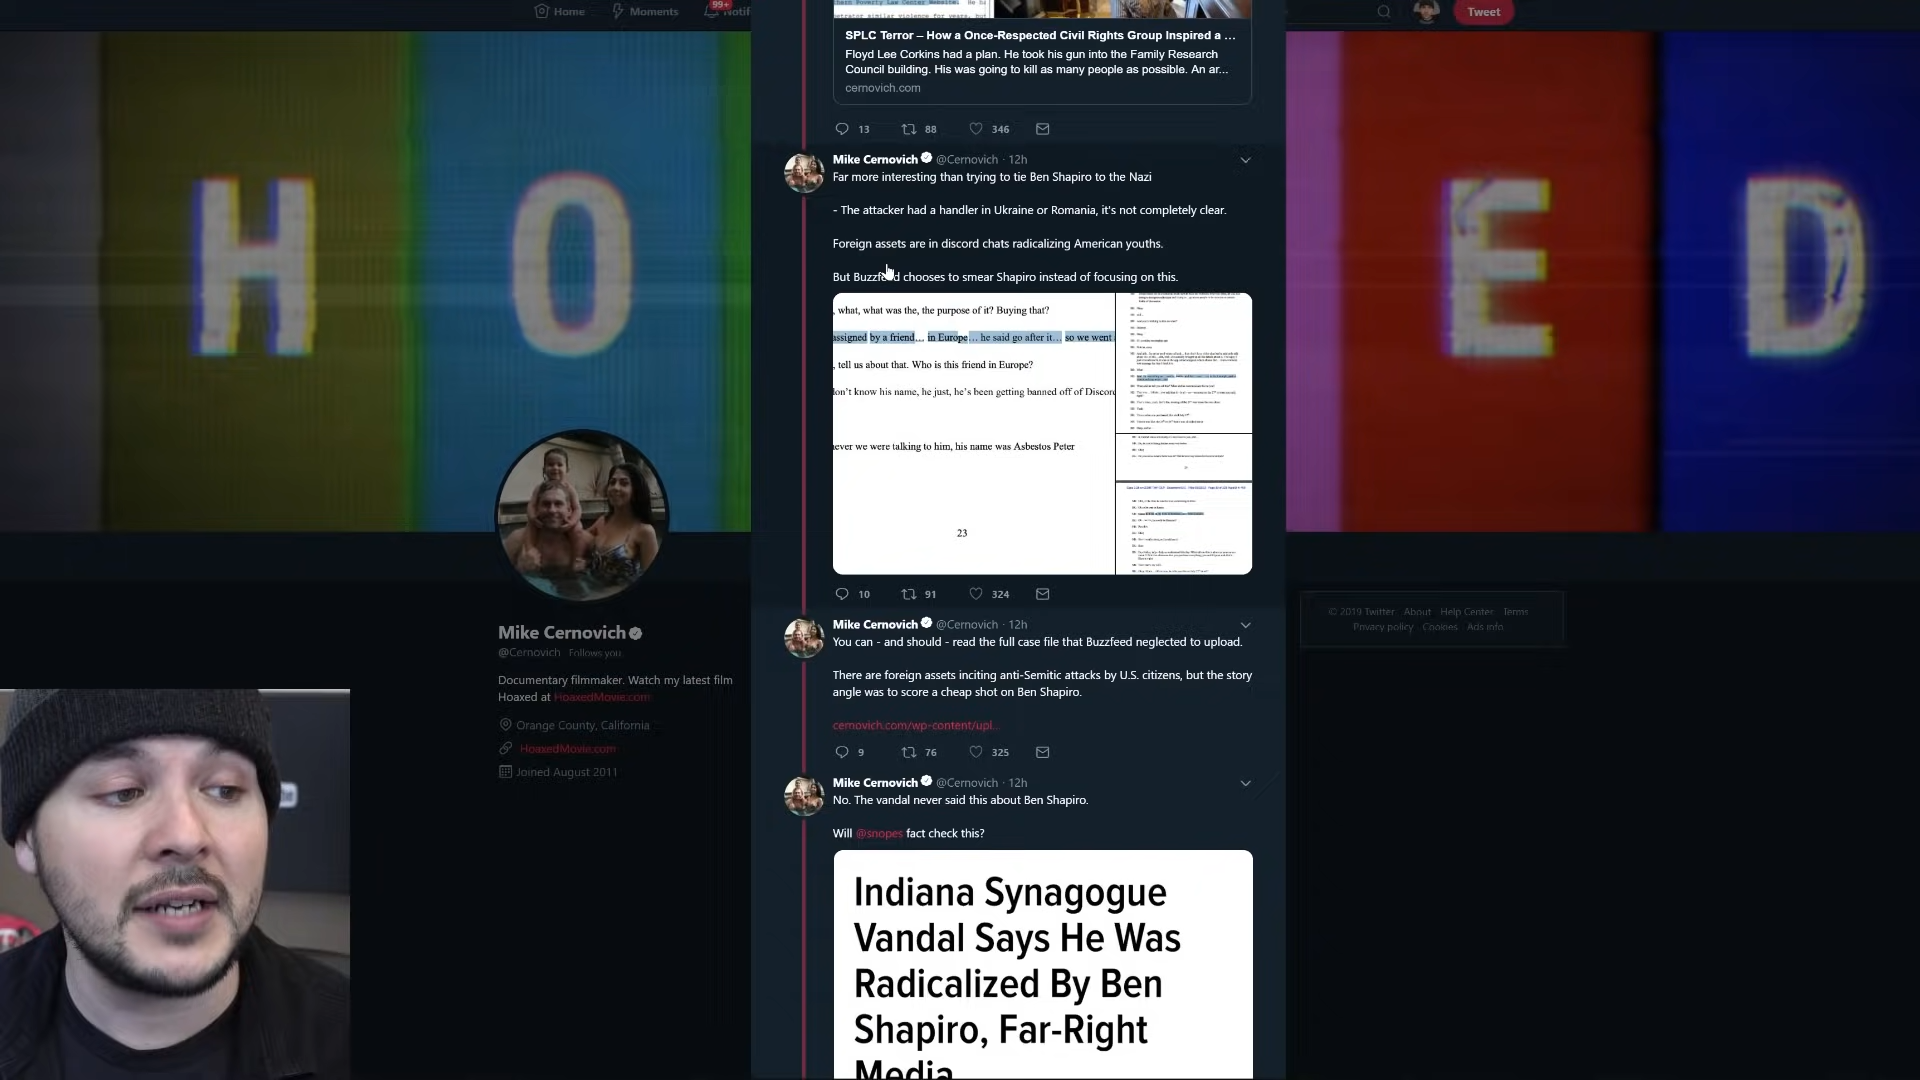 Home
Moments
99+
Notif
Tweet
H O
E D
SPLC Terror – How a Once-Respected Civil Rights Group Inspired a ...
Floyd Lee Corkins had a plan. He took his gun into the Family Research
Council building. His was going to kill as many people as possible. An ar...
cernovich.com
13 88 346
Mike Cernovich @Cernovich · 12h
Far more interesting than trying to tie Ben Shapiro to the Nazi
- The attacker had a handler in Ukraine or Romania, it's not completely clear.
Foreign assets are in discord chats radicalizing American youths.
But Buzzfeed chooses to smear Shapiro instead of focusing on this.
, what, what was the, the purpose of it? Buying that?
assigned by a friend... in Europe... he said go after it... so we went
, tell us about that. Who is this friend in Europe?
don't know his name, he just, he's been getting banned off of Discord
never we were talking to him, his name was Asbestos Peter
23
10 91 324
Mike Cernovich @Cernovich · 12h
You can - and should - read the full case file that Buzzfeed neglected to upload.
There are foreign assets inciting anti-Semitic attacks by U.S. citizens, but the story
angle was to score a cheap shot on Ben Shapiro.
cernovich.com/wp-content/upl...
9 76 325
Mike Cernovich @Cernovich · 12h
No. The vandal never said this about Ben Shapiro.
Will @snopes fact check this?
Indiana Synagogue
Vandal Says He Was
Radicalized By Ben
Shapiro, Far-Right
Media
Mike Cernovich
@Cernovich Follows you
Documentary filmmaker. Watch my latest film
Hoaxed at HoaxedMovie.com
Orange County, California
HoaxedMovie.com
Joined August 2011
© 2019 Twitter About Help Center Terms
Privacy policy Cookies Ads info